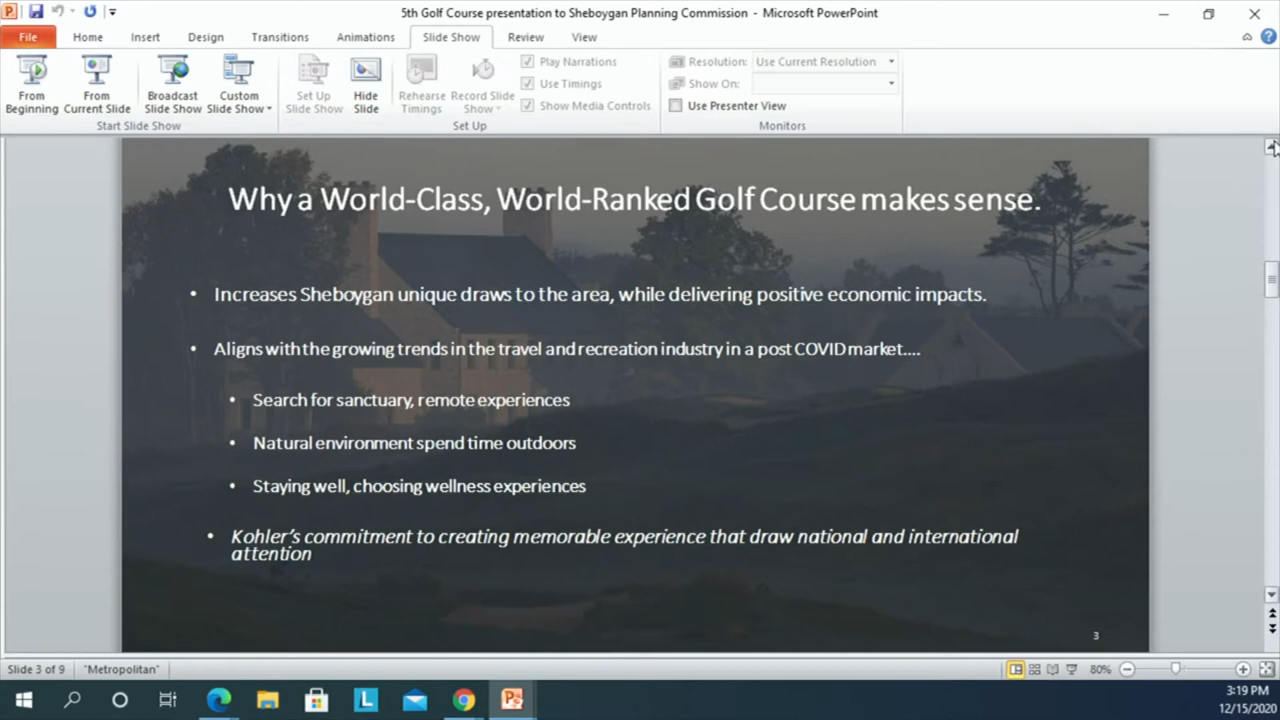 5th Golf Course presentation to Sheboygan Planning Commission - Microsoft PowerPoint
File Home Insert Design Transitions Animations Slide Show Review View
From Beginning
From Current Slide
Broadcast Slide Show
Custom Slide Show
Set Up Slide Show
Hide Slide
Rehearse Timings
Record Slide Show
Play Narrations
Use Timings
Show Media Controls
Resolution: Use Current Resolution
Show On:
Use Presenter View
Start Slide Show
Set Up
Monitors
Why a World-Class, World-Ranked Golf Course makes sense.
• Increases Sheboygan unique draws to the area, while delivering positive economic impacts.
• Aligns with the growing trends in the travel and recreation industry in a post COVID market....
• Search for sanctuary, remote experiences
• Natural environment spend time outdoors
• Staying well, choosing wellness experiences
• Kohler's commitment to creating memorable experience that draw national and international
attention
3
Slide 3 of 9 "Metropolitan" 80%
3:19 PM
12/15/2020